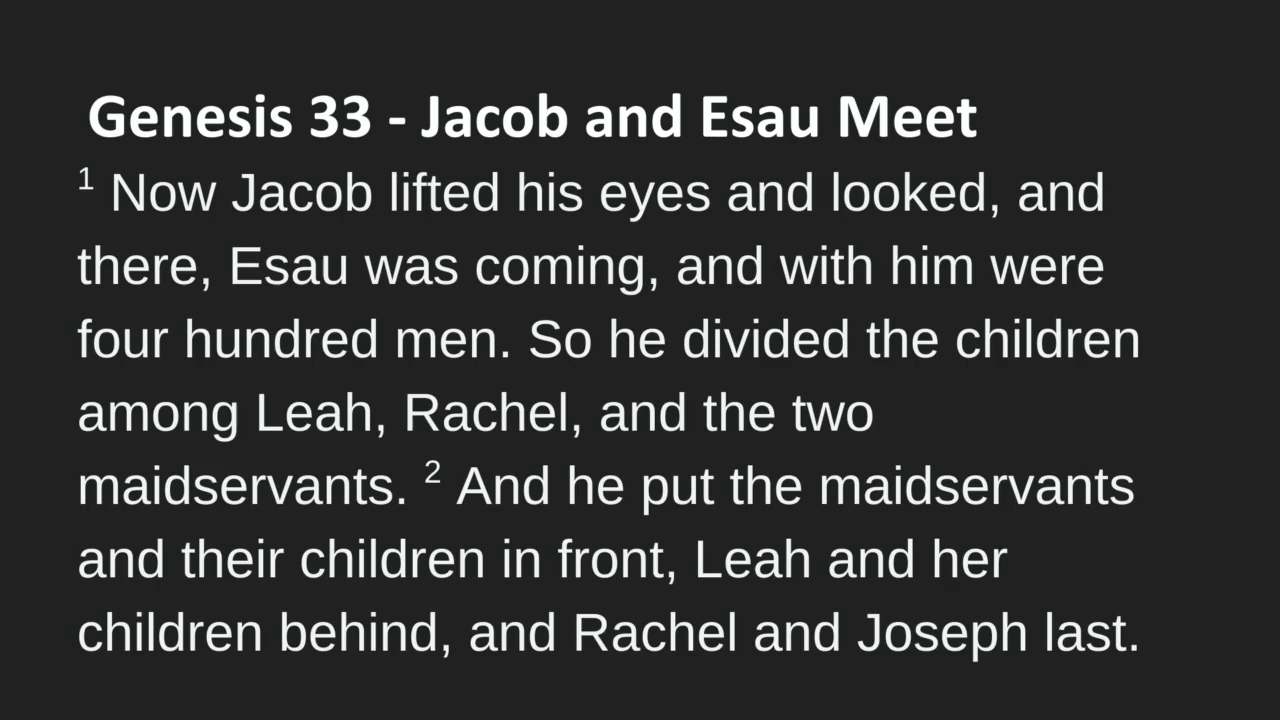 Genesis 33 - Jacob and Esau Meet
1 Now Jacob lifted his eyes and looked, and
there, Esau was coming, and with him were
four hundred men. So he divided the children
among Leah, Rachel, and the two
maidservants. 2 And he put the maidservants
and their children in front, Leah and her
children behind, and Rachel and Joseph last.